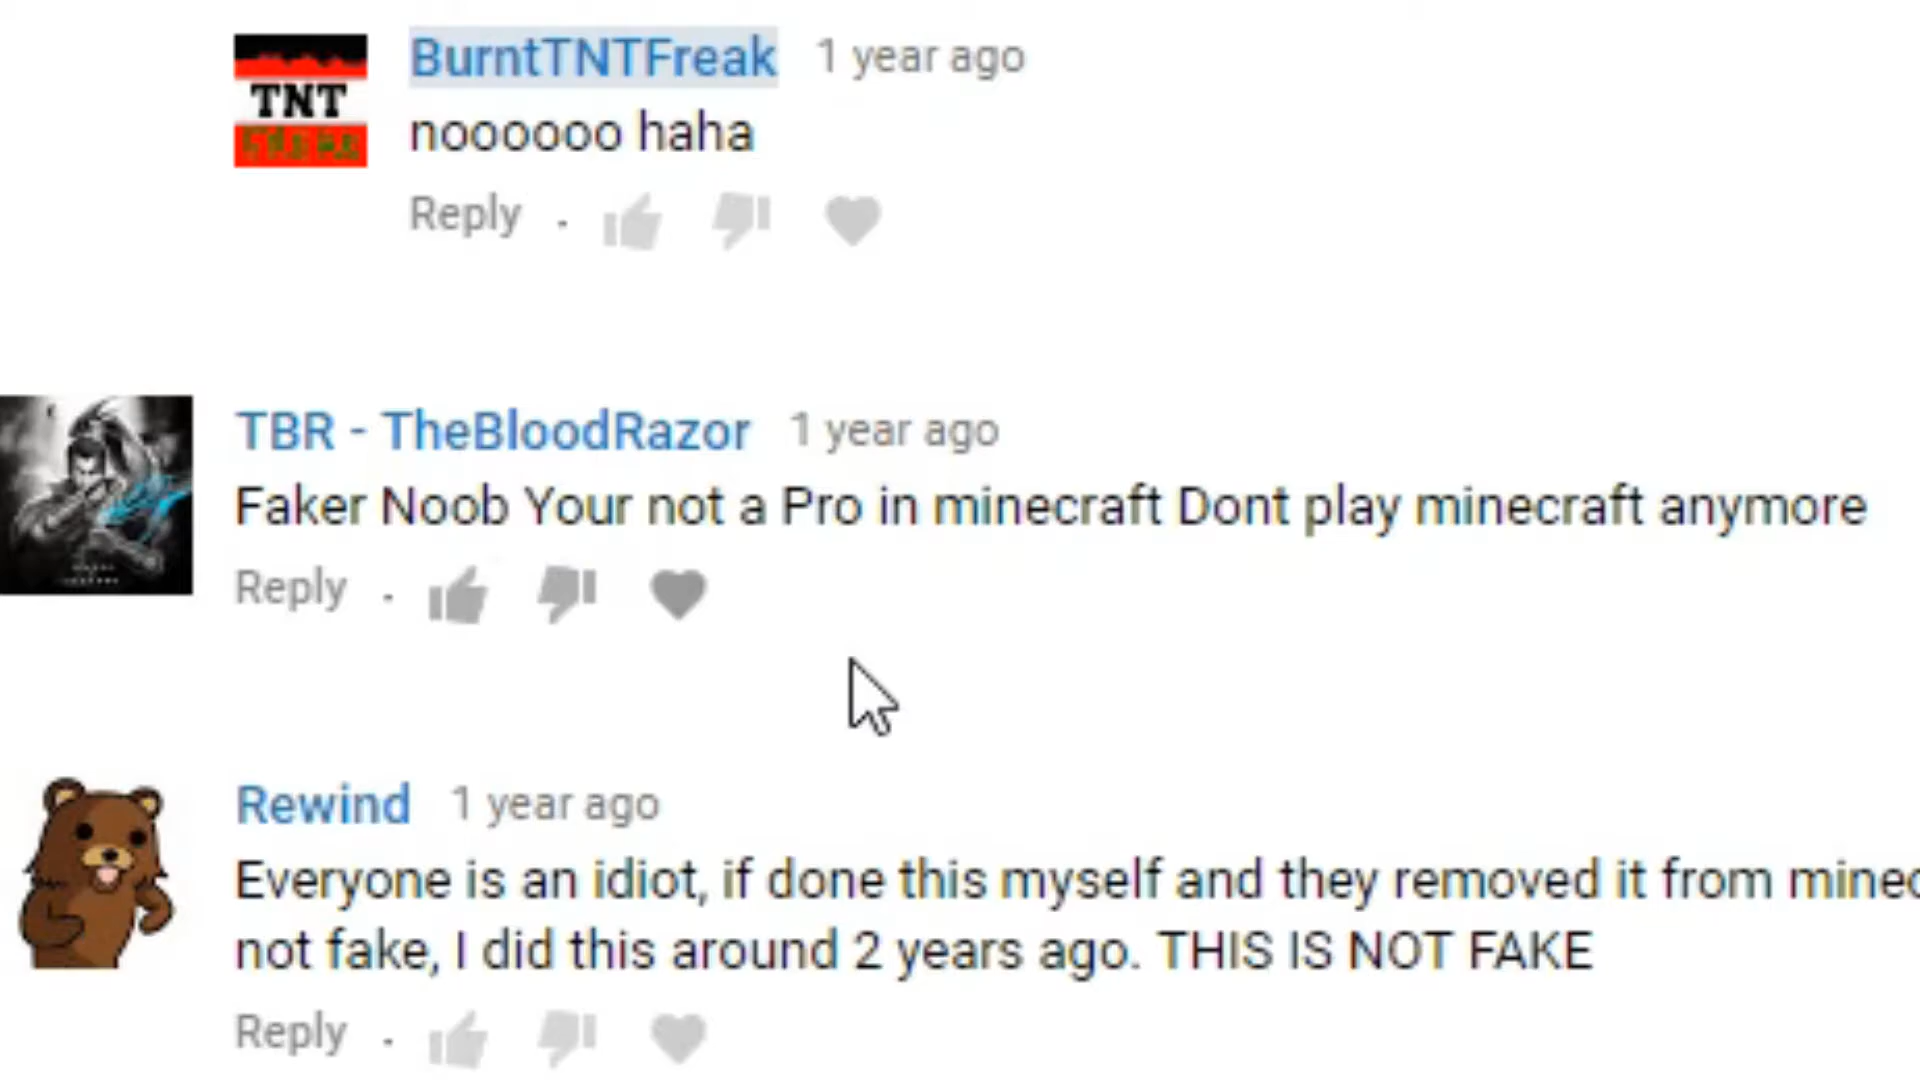 BurntTNTFreak 1 year ago
TNT
noooooo haha
Reply .
TBR - TheBloodRazor 1 year ago
Faker Noob Your not a Pro in minecraft Dont play minecraft anymore
Reply .
Rewind 1 year ago
Everyone is an idiot, if done this myself and they removed it from minec
not fake, I did this around 2 years ago. THIS IS NOT FAKE
Reply .